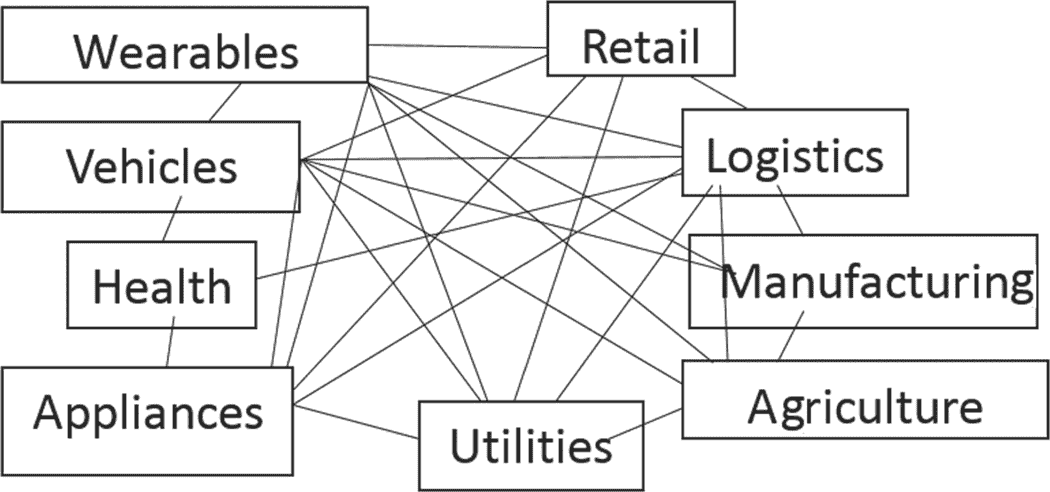 Wearables
Retail
Vehicles
Logistics
Health
Manufacturing
Appliances
Utilities
Agriculture